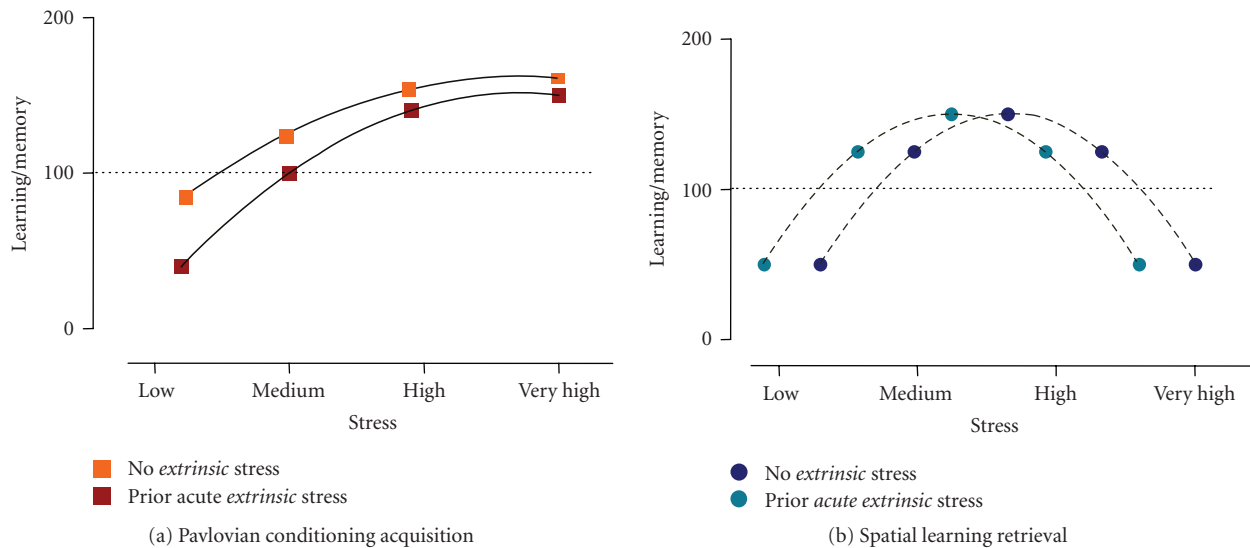 200
100
0
Learning/memory
Low
Medium
High
Very high
Stress
No extrinsic stress
Prior acute extrinsic stress
(a) Pavlovian conditioning acquisition
200
100
0
Learning/memory
Low
Medium
High
Very high
Stress
No extrinsic stress
Prior acute extrinsic stress
(b) Spatial learning retrieval